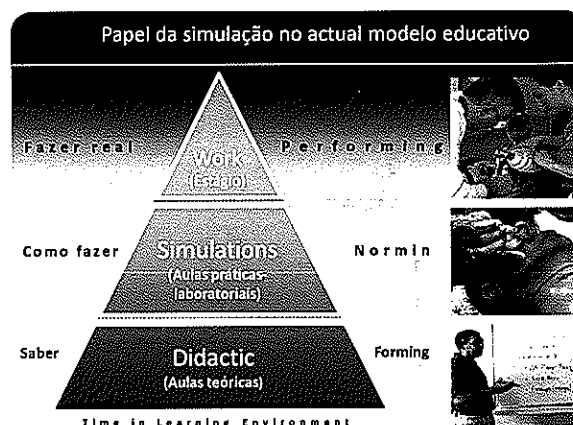 Papel da simulação no actual modelo educativo
Fazer real
Work
(Estágio)
Performing
Como fazer
Simulations
(Aulas práticas-
laboratoriais)
Normin
Saber
Didactic
(Aulas teóricas)
Forming
Time in Learning Environment